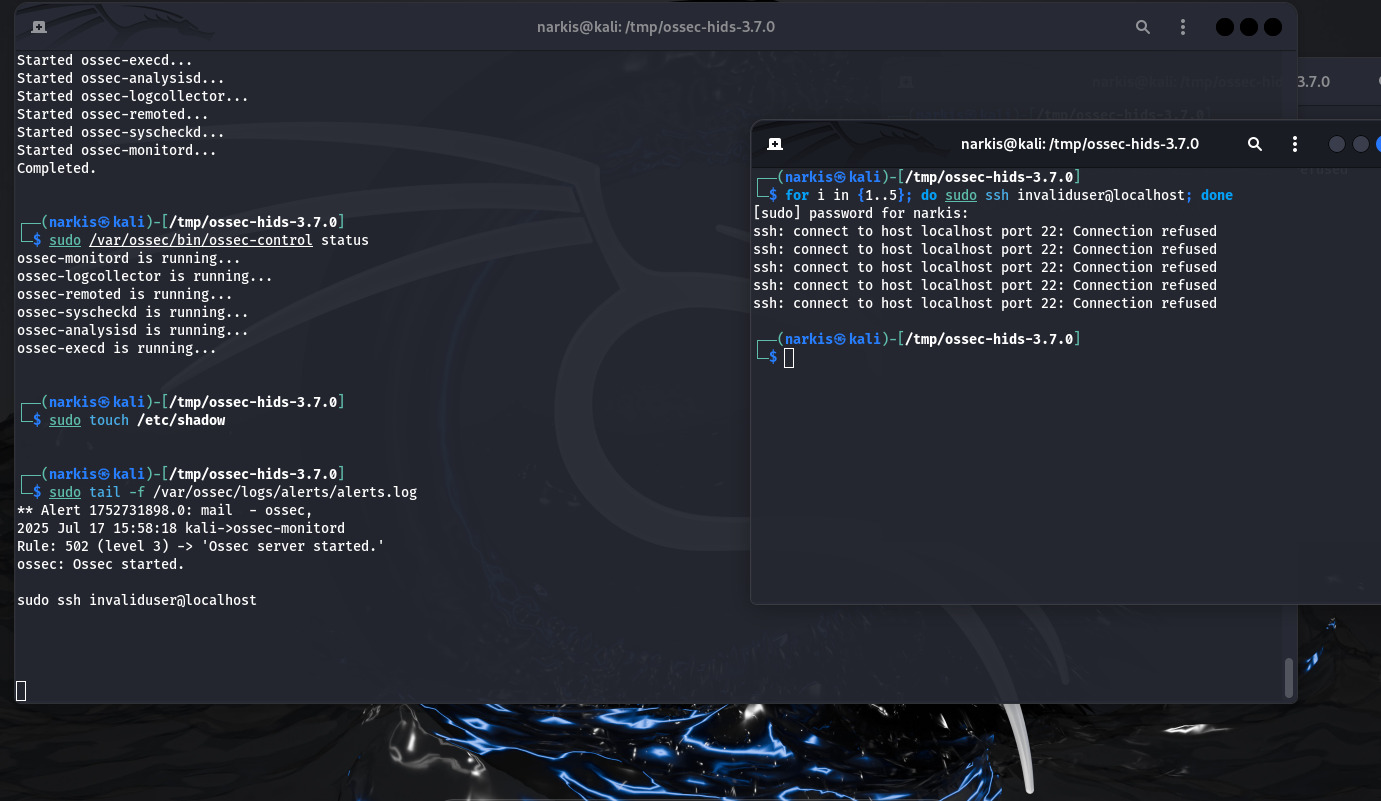 narkis@kali: /tmp/ossec-hids-3.7.0
Started ossec-execd...
Started ossec-analysisd...
Started ossec-logcollector...
Started ossec-remoted...
Started ossec-syscheckd...
Started ossec-monitord...
Completed.
┌──(narkis㉿kali)-[/tmp/ossec-hids-3.7.0]
└─$ sudo /var/ossec/bin/ossec-control status
ossec-monitord is running...
ossec-logcollector is running...
ossec-remoted is running...
ossec-syscheckd is running...
ossec-analysisd is running...
ossec-execd is running...
┌──(narkis㉿kali)-[/tmp/ossec-hids-3.7.0]
└─$ sudo touch /etc/shadow
┌──(narkis㉿kali)-[/tmp/ossec-hids-3.7.0]
└─$ sudo tail -f /var/ossec/logs/alerts/alerts.log
** Alert 1752731898.0: mail  - ossec,
2025 Jul 17 15:58:18 kali->ossec-monitord
Rule: 502 (level 3) -> 'Ossec server started.'
ossec: Ossec started.
sudo ssh invaliduser@localhost
narkis@kali: /tmp/ossec-hids-3.7.0
narkis@kali: /tmp/ossec-hids-3.7.0
┌──(narkis㉿kali)-[/tmp/ossec-hids-3.7.0]
└─$ for i in {1..5}; do sudo ssh invaliduser@localhost; done
[sudo] password for narkis:
ssh: connect to host localhost port 22: Connection refused
ssh: connect to host localhost port 22: Connection refused
ssh: connect to host localhost port 22: Connection refused
ssh: connect to host localhost port 22: Connection refused
ssh: connect to host localhost port 22: Connection refused
┌──(narkis㉿kali)-[/tmp/ossec-hids-3.7.0]
└─$